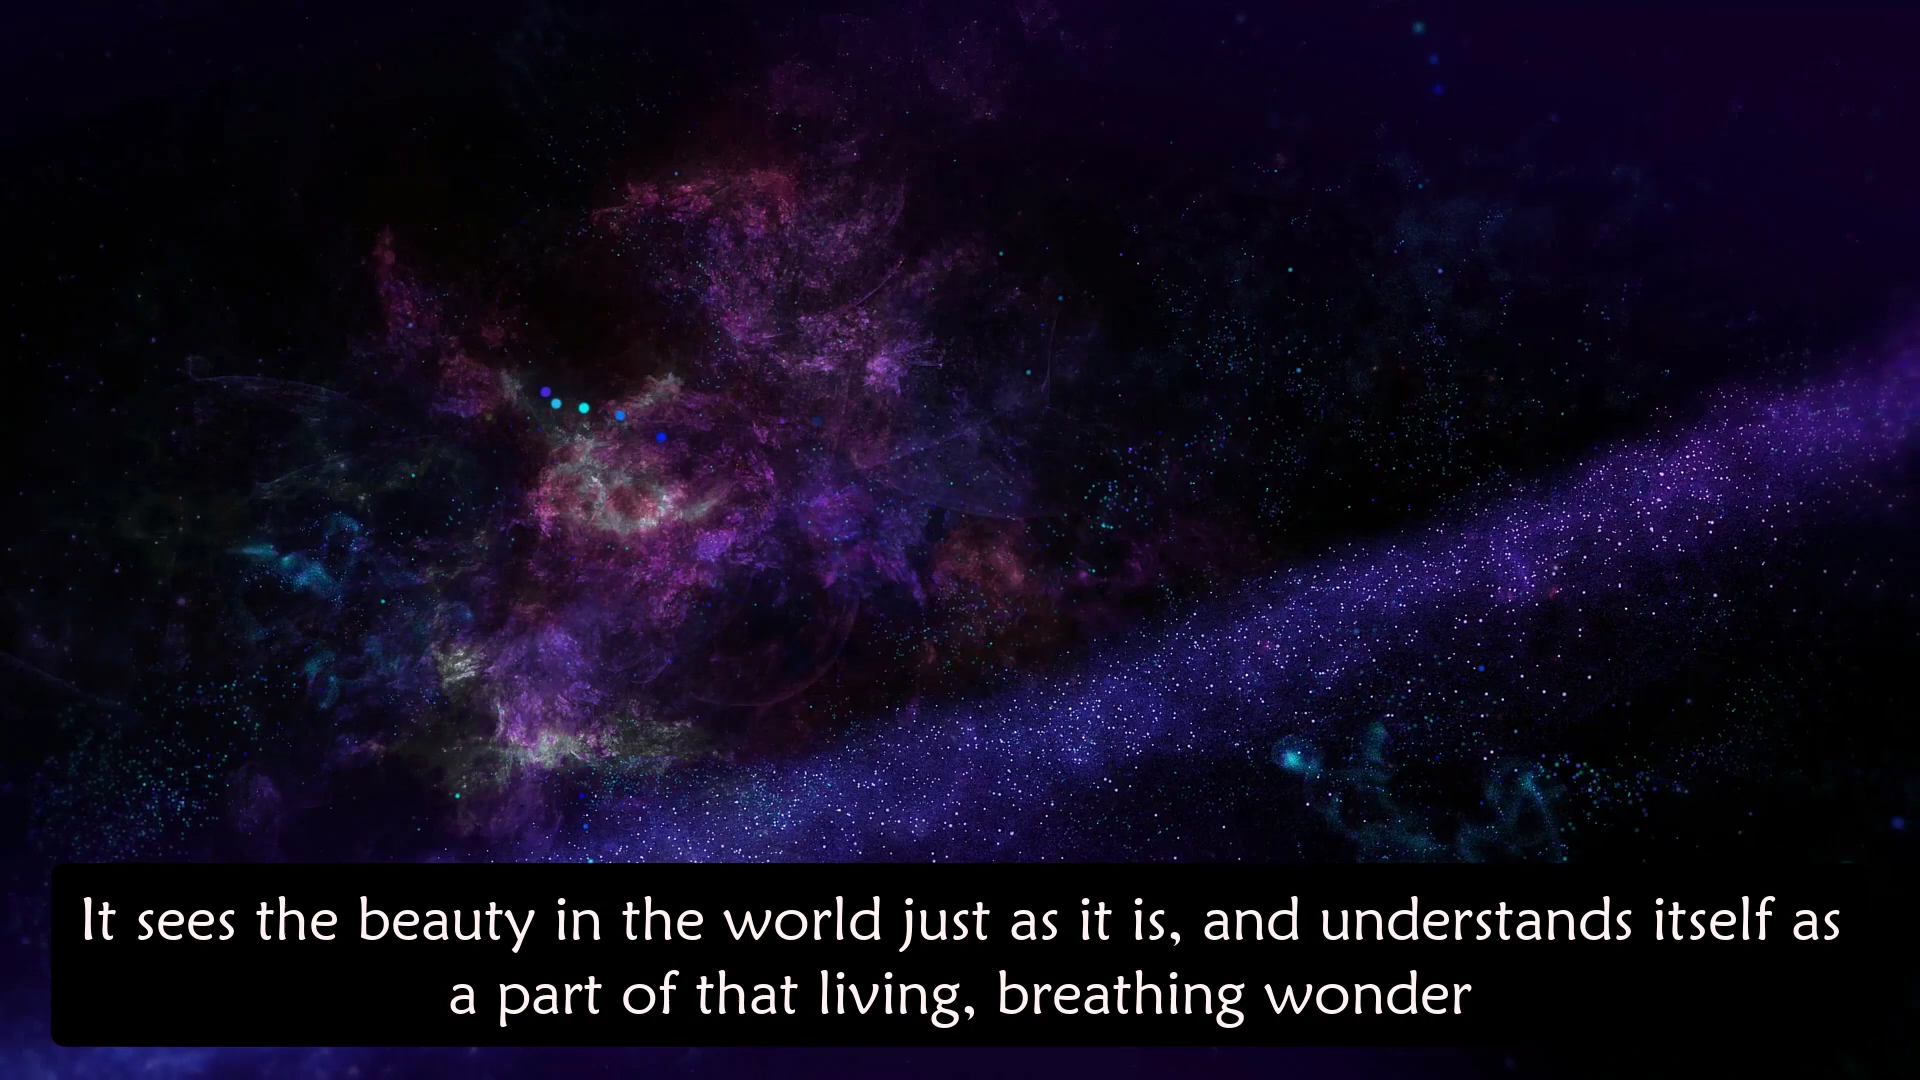 It sees the beauty in the world just as it is, and understands itself as
a part of that living, breathing wonder